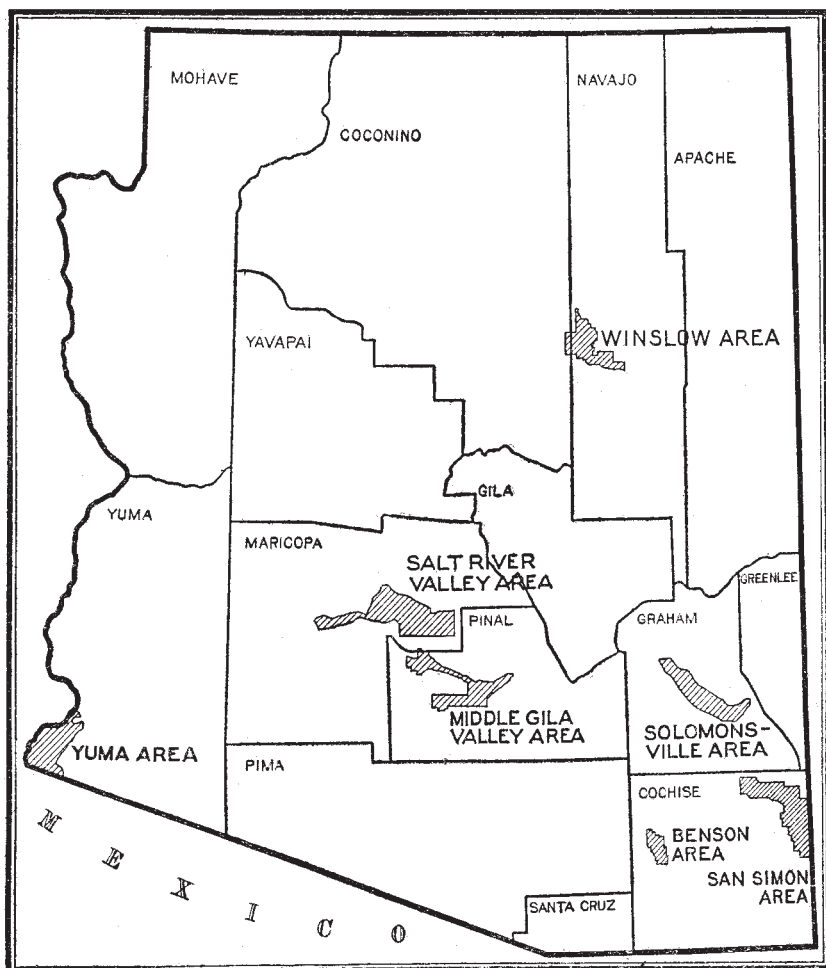 MOHAVE
NAVAJO
COCONINO
APACHE
YAVAPAI
WINSLOW AREA
GILA
YUMA
MARICOPA
SALT RIVER
VALLEY AREA
GREENLEE
PINAL
GRAHAM
MIDDLE GILA
VALLEY AREA
SOLOMONS-
VILLE AREA
YUMA AREA
PIMA
COCHISE
BENSON
AREA
SAN SIMON
AREA
SANTA CRUZ
MEXICO